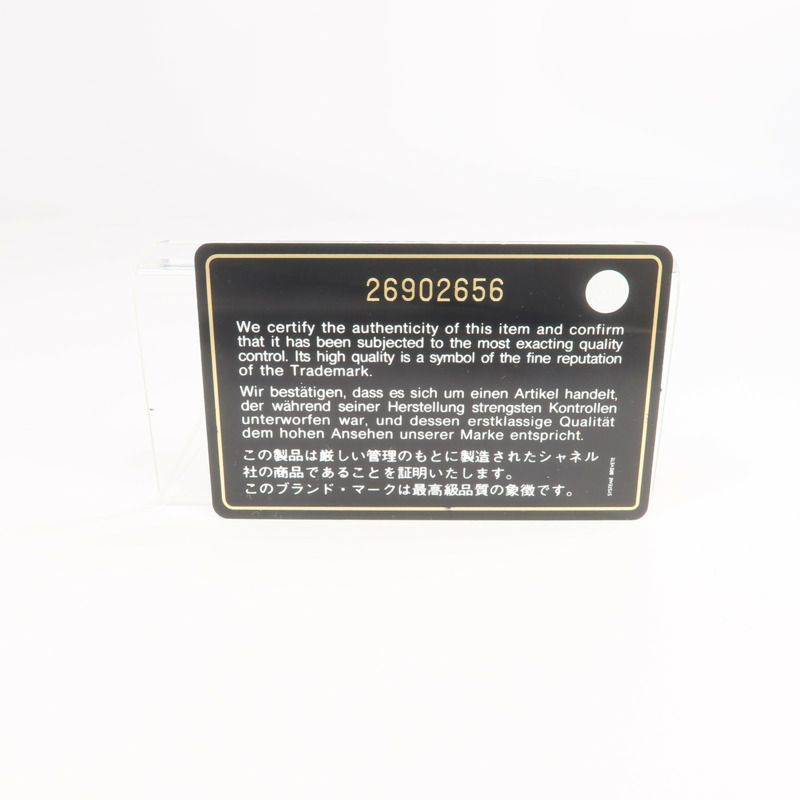 26902656
We certify the authenticity of this item and confirm
that it has been subjected to the most exacting quality
control. Its high quality is a symbol of the fine reputation
of the Trademark.
Wir bestätigen, dass es sich um einen Artikel handelt,
der während seiner Herstellung strengsten Kontrollen
unterworfen war, und dessen erstklassige Qualität
dem hohen Ansehen unserer Marke entspricht.
この製品は厳しい管理のもとに製造されたシャネル
社の商品であることを証明いたします。
このブランド・マークは最高級品質の象徴です。